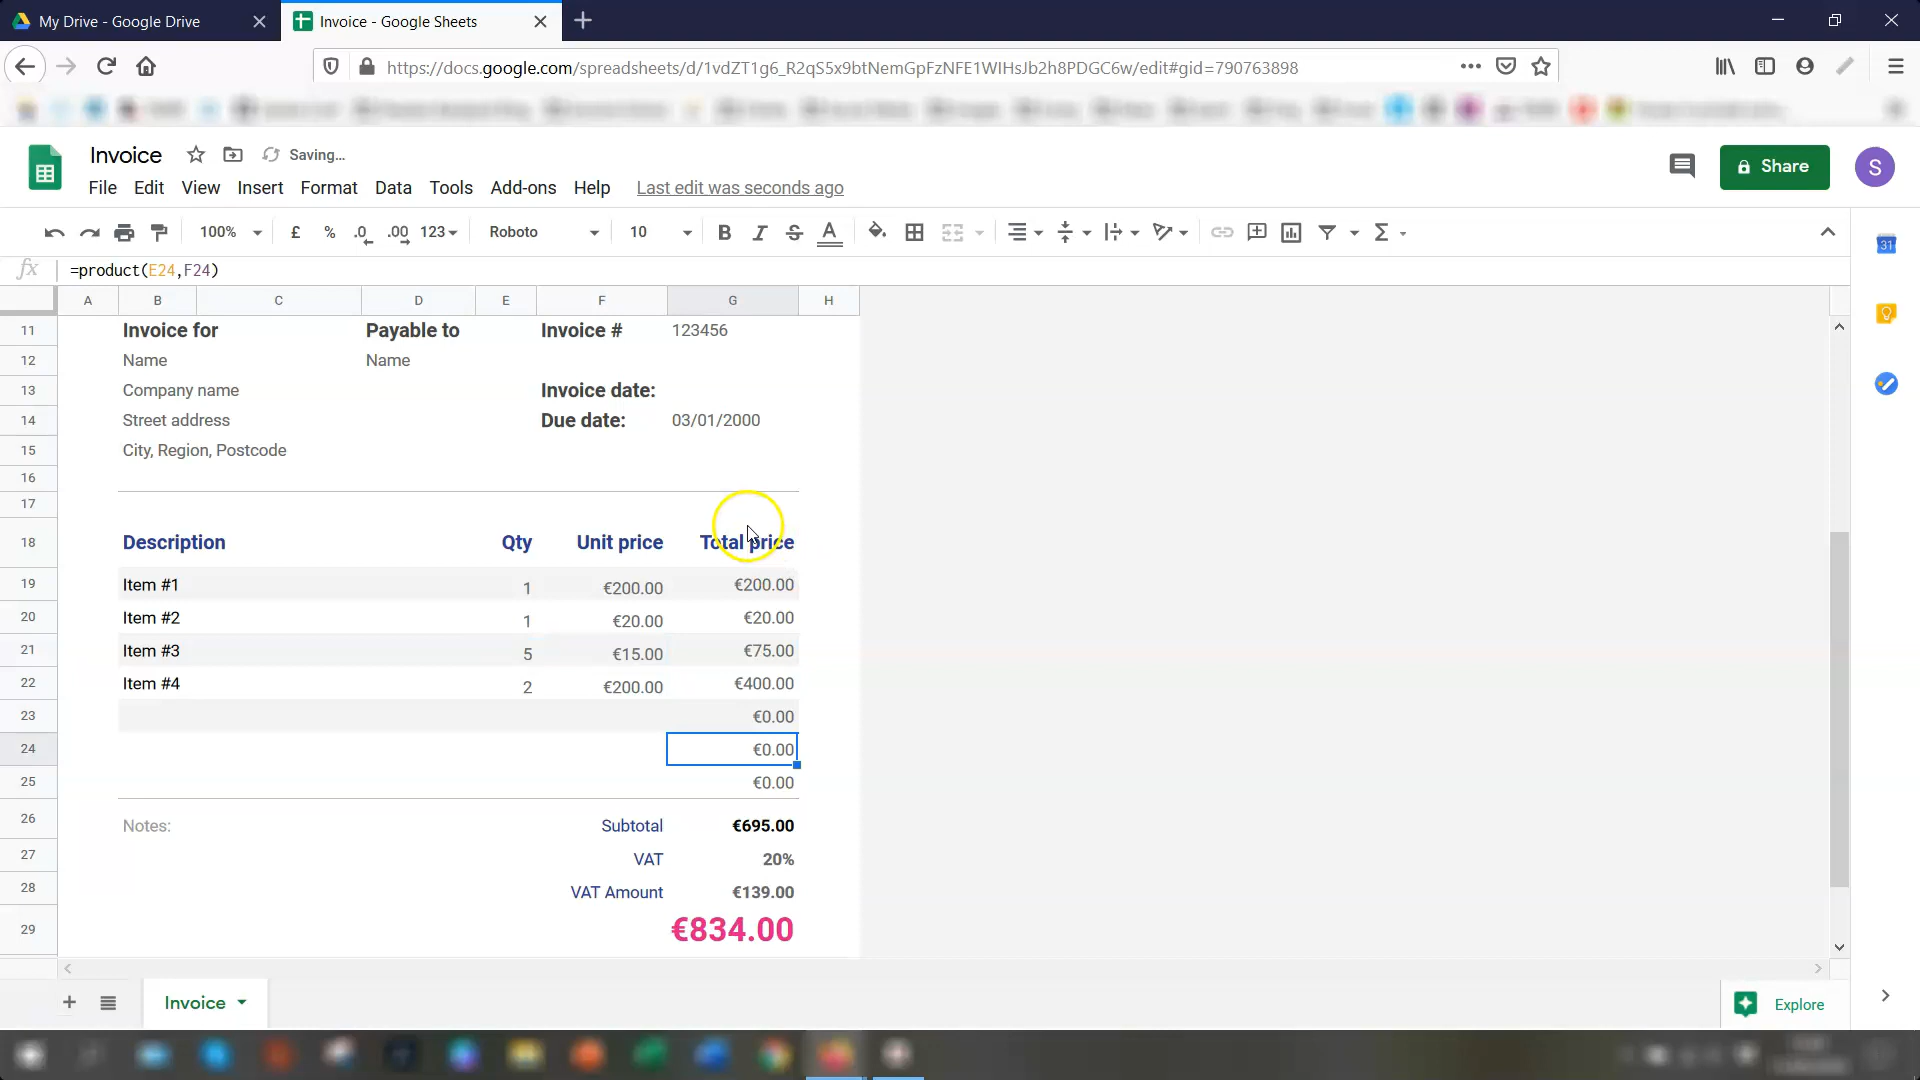 My Drive - Google Drive
Invoice - Google Sheets
https://docs.google.com/spreadsheets/d/1vdZT1g6_R2qS5x9btNemGpFzNFE1WIHsJb2h8PDGC6w/edit#gid=790763898
Invoice Saving...
Share S
File Edit View Insert Format Data Tools Add-ons Help Last edit was seconds ago
100% £ % .0 .00 123 Roboto 10 B I S A
31
fx =product(E24,F24)
A B C D E F G H
11 Invoice for Payable to Invoice # 123456
12 Name Name
13 Company name Invoice date:
14 Street address Due date: 03/01/2000
15 City, Region, Postcode
16
17
18 Description Qty Unit price Total price
19 Item #1 1 €200.00 €200.00
20 Item #2 1 €20.00 €20.00
21 Item #3 5 €15.00 €75.00
22 Item #4 2 €200.00 €400.00
23 €0.00
24 €0.00
25 €0.00
26 Notes: Subtotal €695.00
27 VAT 20%
28 VAT Amount €139.00
29 €834.00
Invoice
Explore